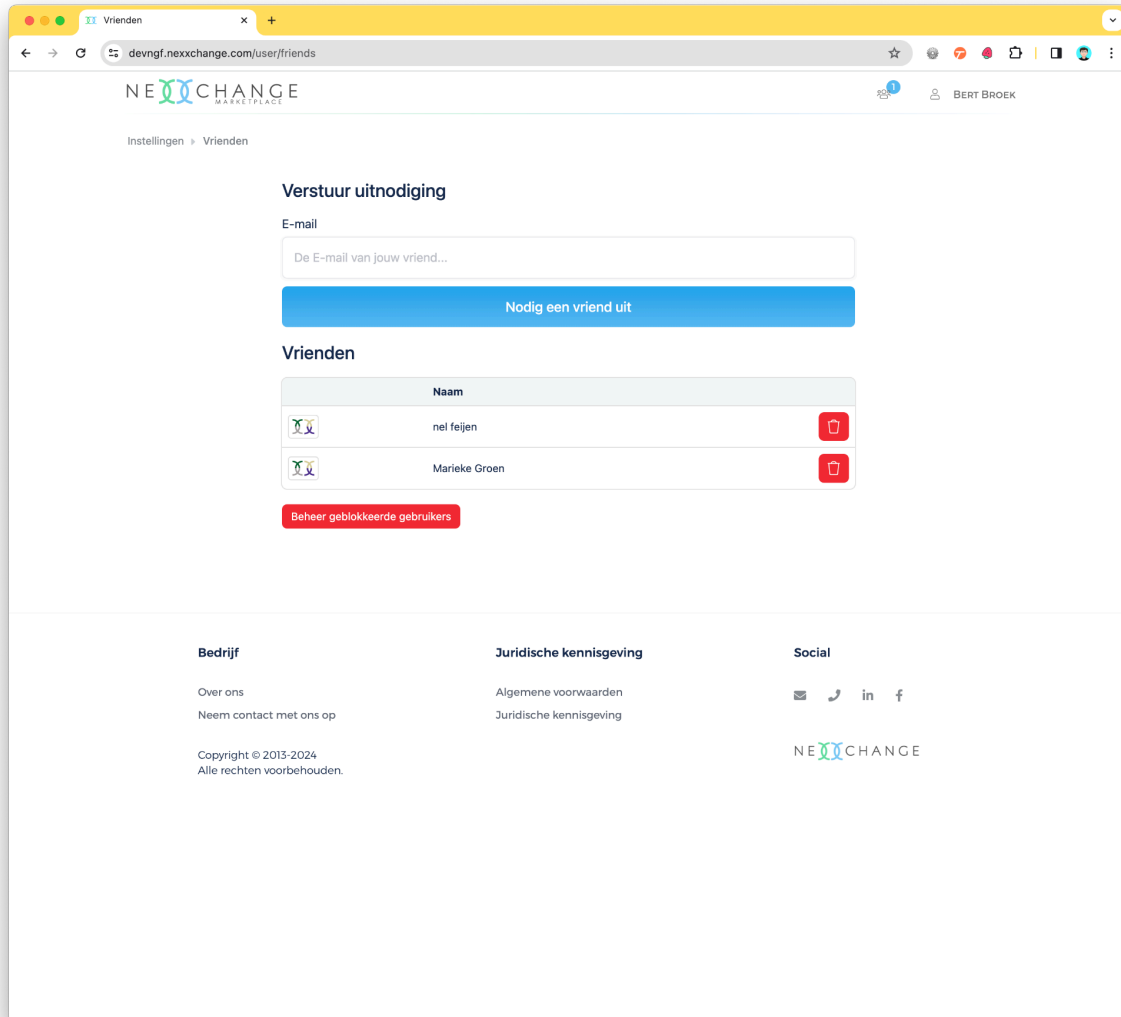 Vrienden
devngf.nexxchange.com/user/friends
NEXXCHANGE
MARKETPLACE
1
BERT BROEK
Instellingen Vrienden
Verstuur uitnodiging
E-mail
De E-mail van jouw vriend...
Nodig een vriend uit
Vrienden
Naam
nel feijen
Marieke Groen
Beheer geblokkeerde gebruikers
Bedrijf Juridische kennisgeving Social
Over ons Algemene voorwaarden
Neem contact met ons op Juridische kennisgeving
Copyright © 2013-2024
Alle rechten voorbehouden.
NEXXCHANGE